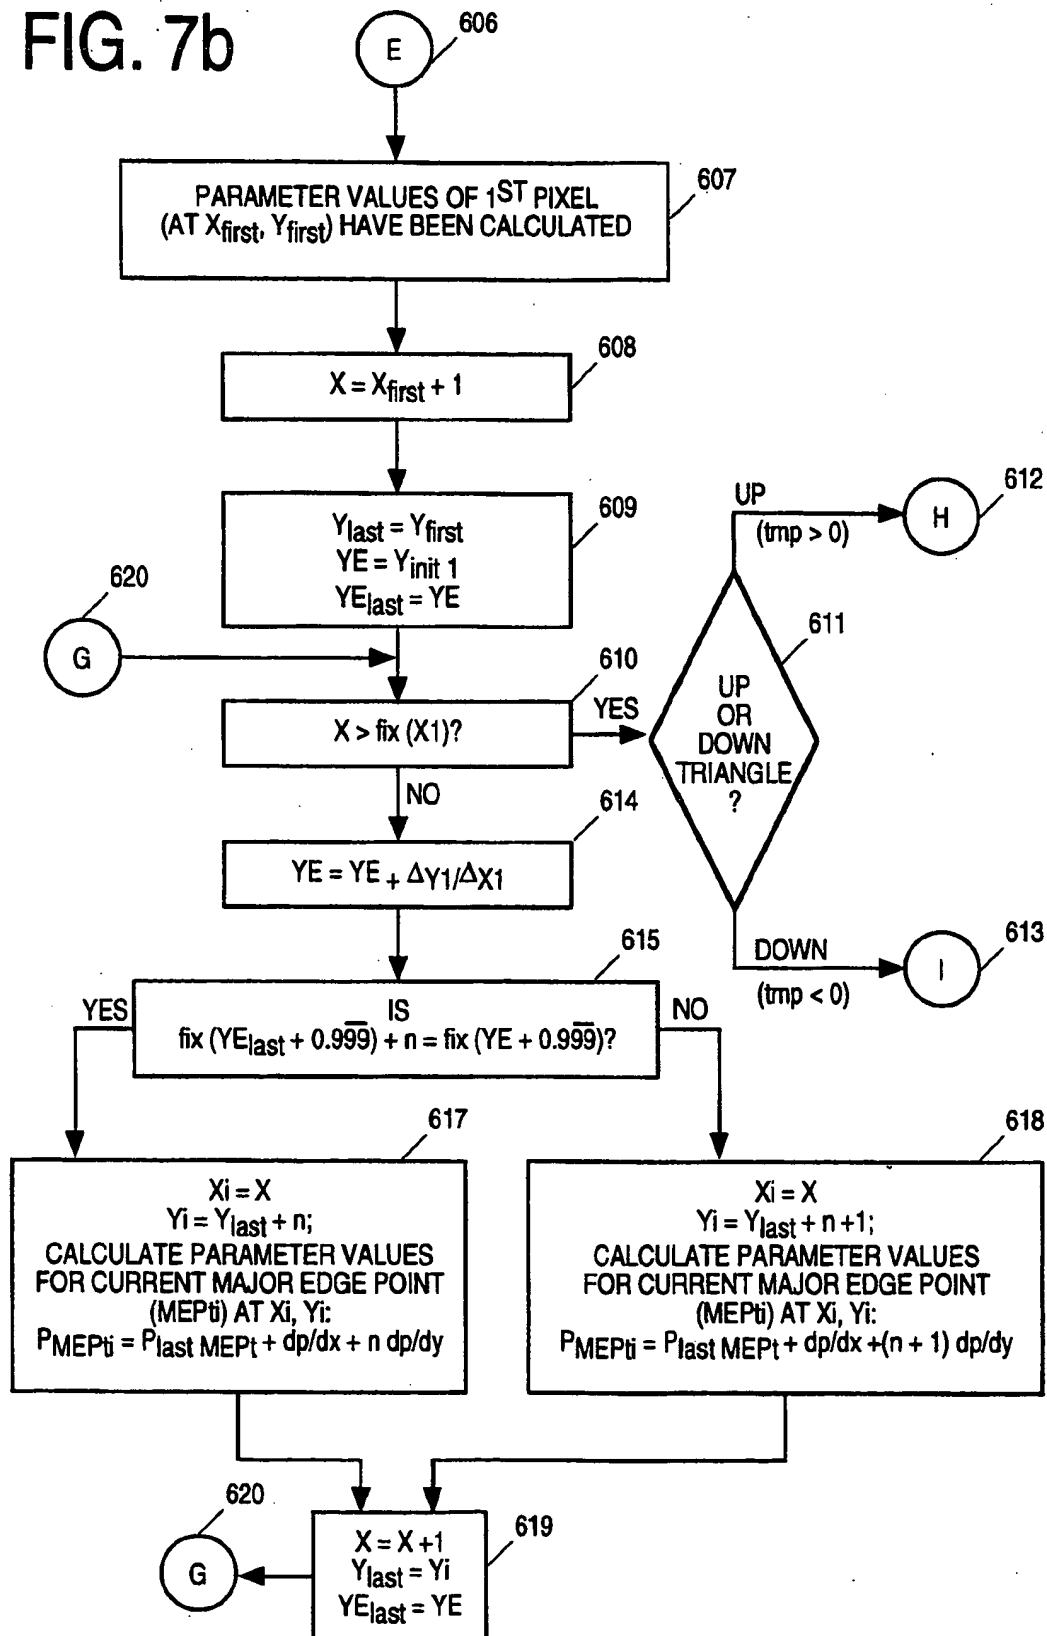 FIG. 7b
E
606
PARAMETER VALUES OF 1ST PIXEL
(AT Xfirst, Yfirst) HAVE BEEN CALCULATED
607
X = Xfirst + 1
608
Ylast = Yfirst
YE = Yinit 1
YElast = YE
609
UP
(tmp > 0)
H
612
620
G
X > fix (X1)?
610
YES
NO
UP
OR
DOWN
TRIANGLE
?
611
YE = YE + ΔY1/ΔX1
614
DOWN
(tmp < 0)
I
613
YES
IS
fix (YElast + 0.99̅9̅) + n = fix (YE + 0.99̅9̅)?
615
NO
617
Xi = X
Yi = Ylast + n;
CALCULATE PARAMETER VALUES
FOR CURRENT MAJOR EDGE POINT
(MEPti) AT Xi, Yi:
PMEPti = Plast MEPt + dp/dx + n dp/dy
618
Xi = X
Yi = Ylast + n +1;
CALCULATE PARAMETER VALUES
FOR CURRENT MAJOR EDGE POINT
(MEPti) AT Xi, Yi:
PMEPti = Plast MEPt + dp/dx +(n + 1) dp/dy
620
G
X = X +1
Ylast = Yi
YElast = YE
619